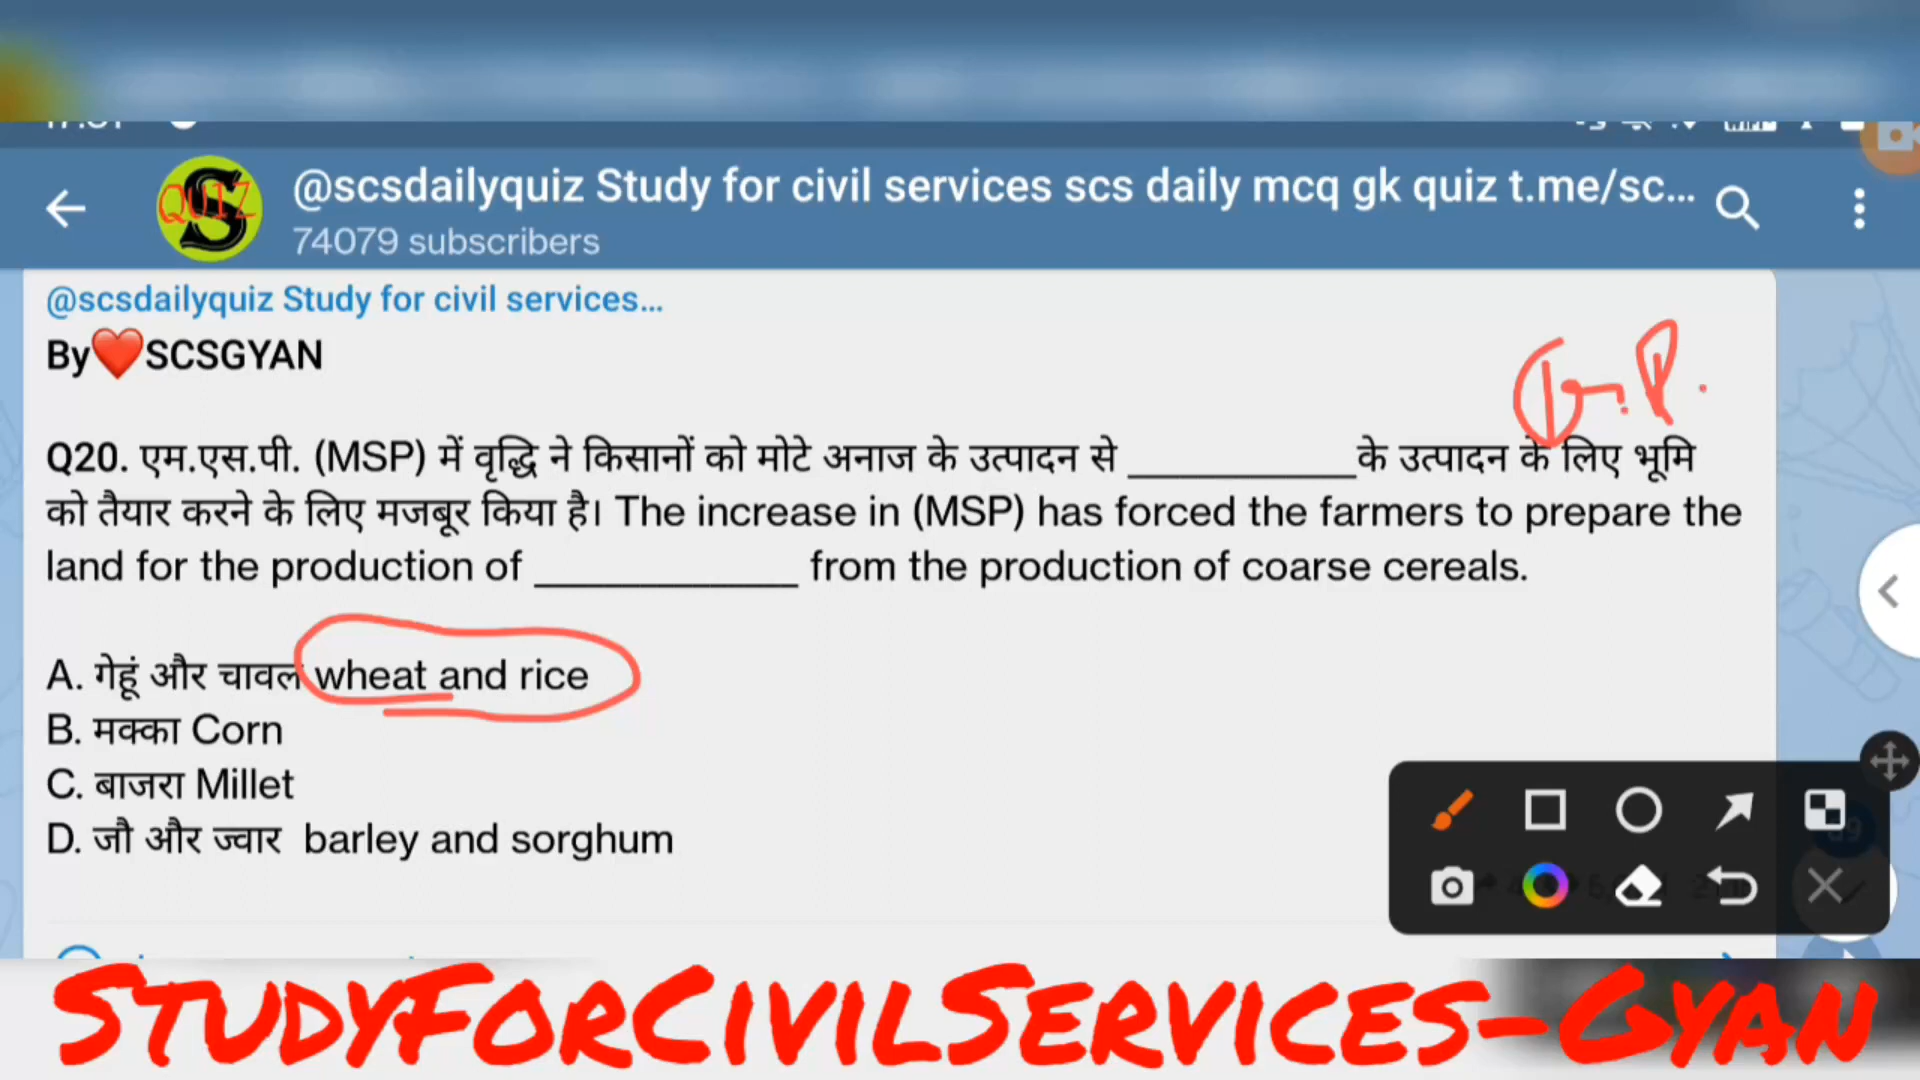 @scsdailyquiz Study for civil services scs daily mcq gk quiz t.me/sc...
QUIZ S
74079 subscribers
@scsdailyquiz Study for civil services...
By❤️SCSGYAN
Q20. एम.एस.पी. (MSP) में वृद्धि ने किसानों को मोटे अनाज के उत्पादन से __________के उत्पादन के लिए भूमि
को तैयार करने के लिए मजबूर किया है। The increase in (MSP) has forced the farmers to prepare the
land for the production of ____________ from the production of coarse cereals.
A. गेहूं और चावल wheat and rice
B. मक्का Corn
C. बाजरा Millet
D. जौ और ज्वार barley and sorghum
StudyForCivilServices-Gyan